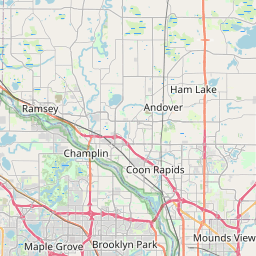 Ham Lake
Ramsey
Andover
Champlin
Coon Rapids
Mounds View
Maple Grove
Brooklyn Park